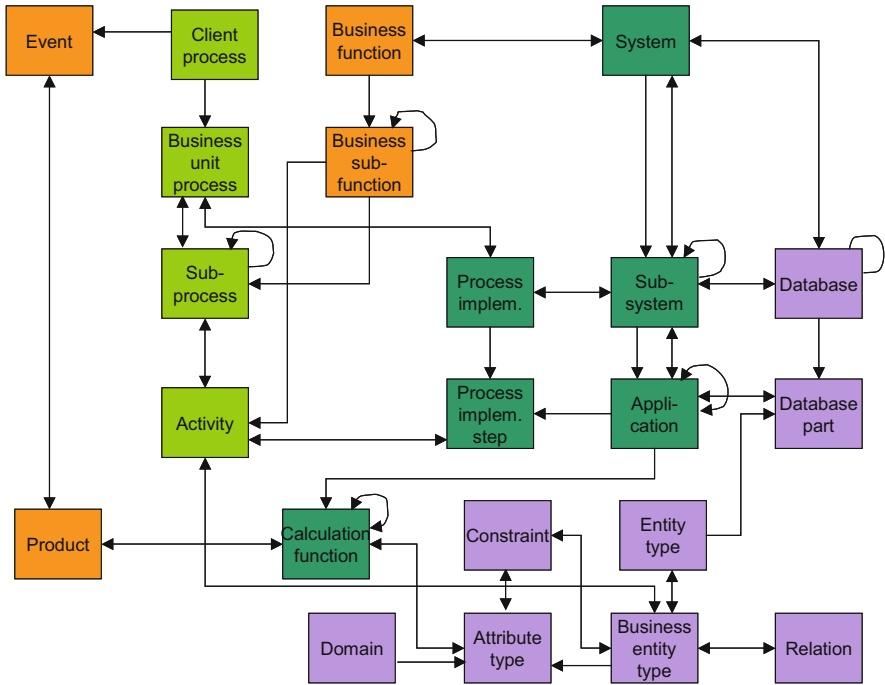 Event
Client
process
Business
function
System
Business
unit
process
Business
sub-
function
Sub-
process
Process
implem.
Sub-
system
Database
Activity
Process
implem.
step
Appli-
cation
Database
part
Product
Calculation
function
Constraint
Entity
type
Domain
Attribute
type
Business
entity
type
Relation